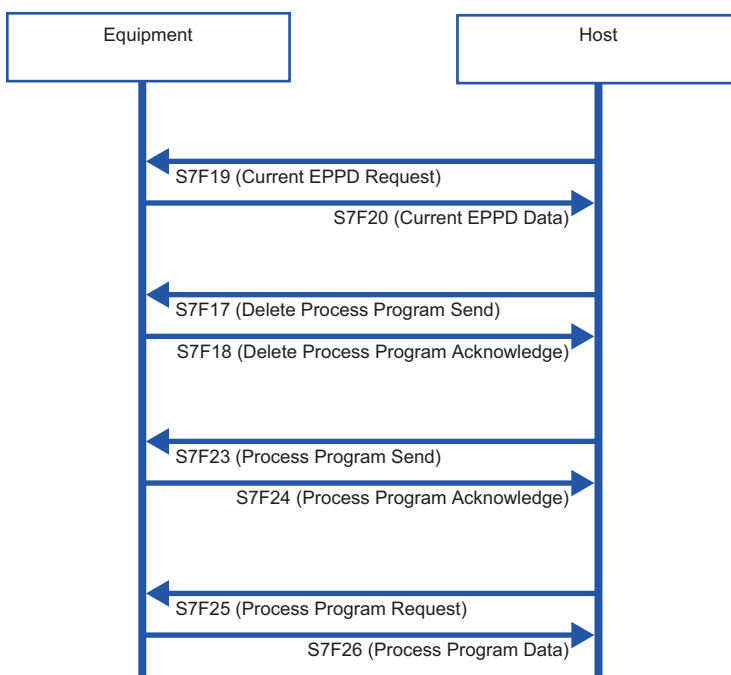 Equipment
Host
S7F19 (Current EPPD Request)
S7F20 (Current EPPD Data)
S7F17 (Delete Process Program Send)
S7F18 (Delete Process Program Acknowledge)
S7F23 (Process Program Send)
S7F24 (Process Program Acknowledge)
S7F25 (Process Program Request)
S7F26 (Process Program Data)